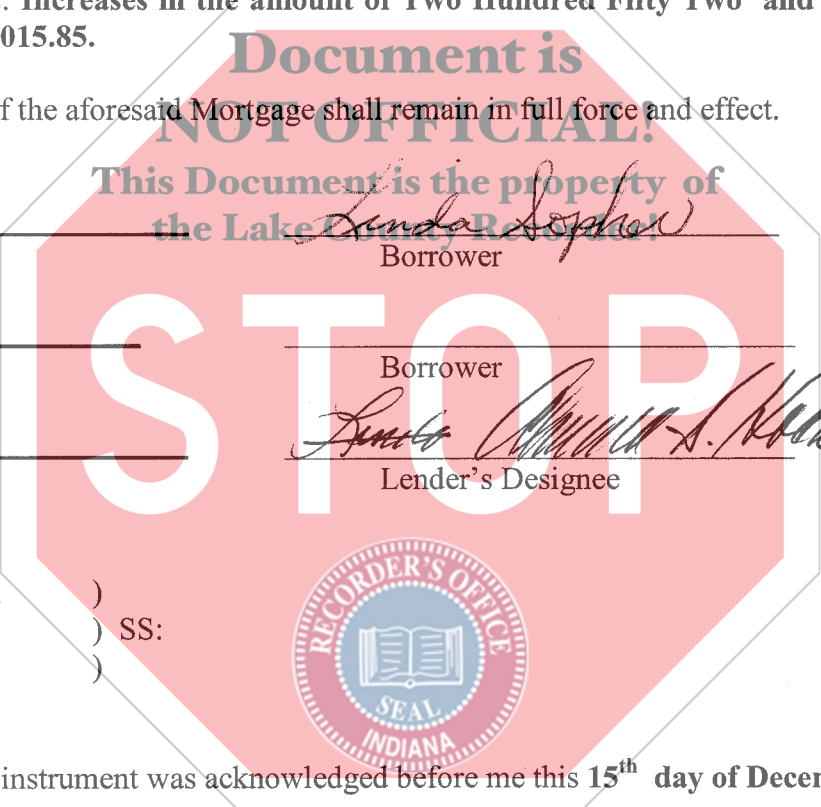 . Increases in the amount of Two Hundred Fifty Two and
015.85.
Document is
f the aforesaid Mortgage shall remain in full force and effect.
NOT OFFICIAL!
This Document is the property of
the Lake County Recorder!
Linda Sopher
Borrower
STOP
Borrower
Linda S.
Lender's Designee
)
) SS:
)
RECORDER'S OFFICE
SEAL
INDIANA
instrument was acknowledged before me this 15th day of Decem